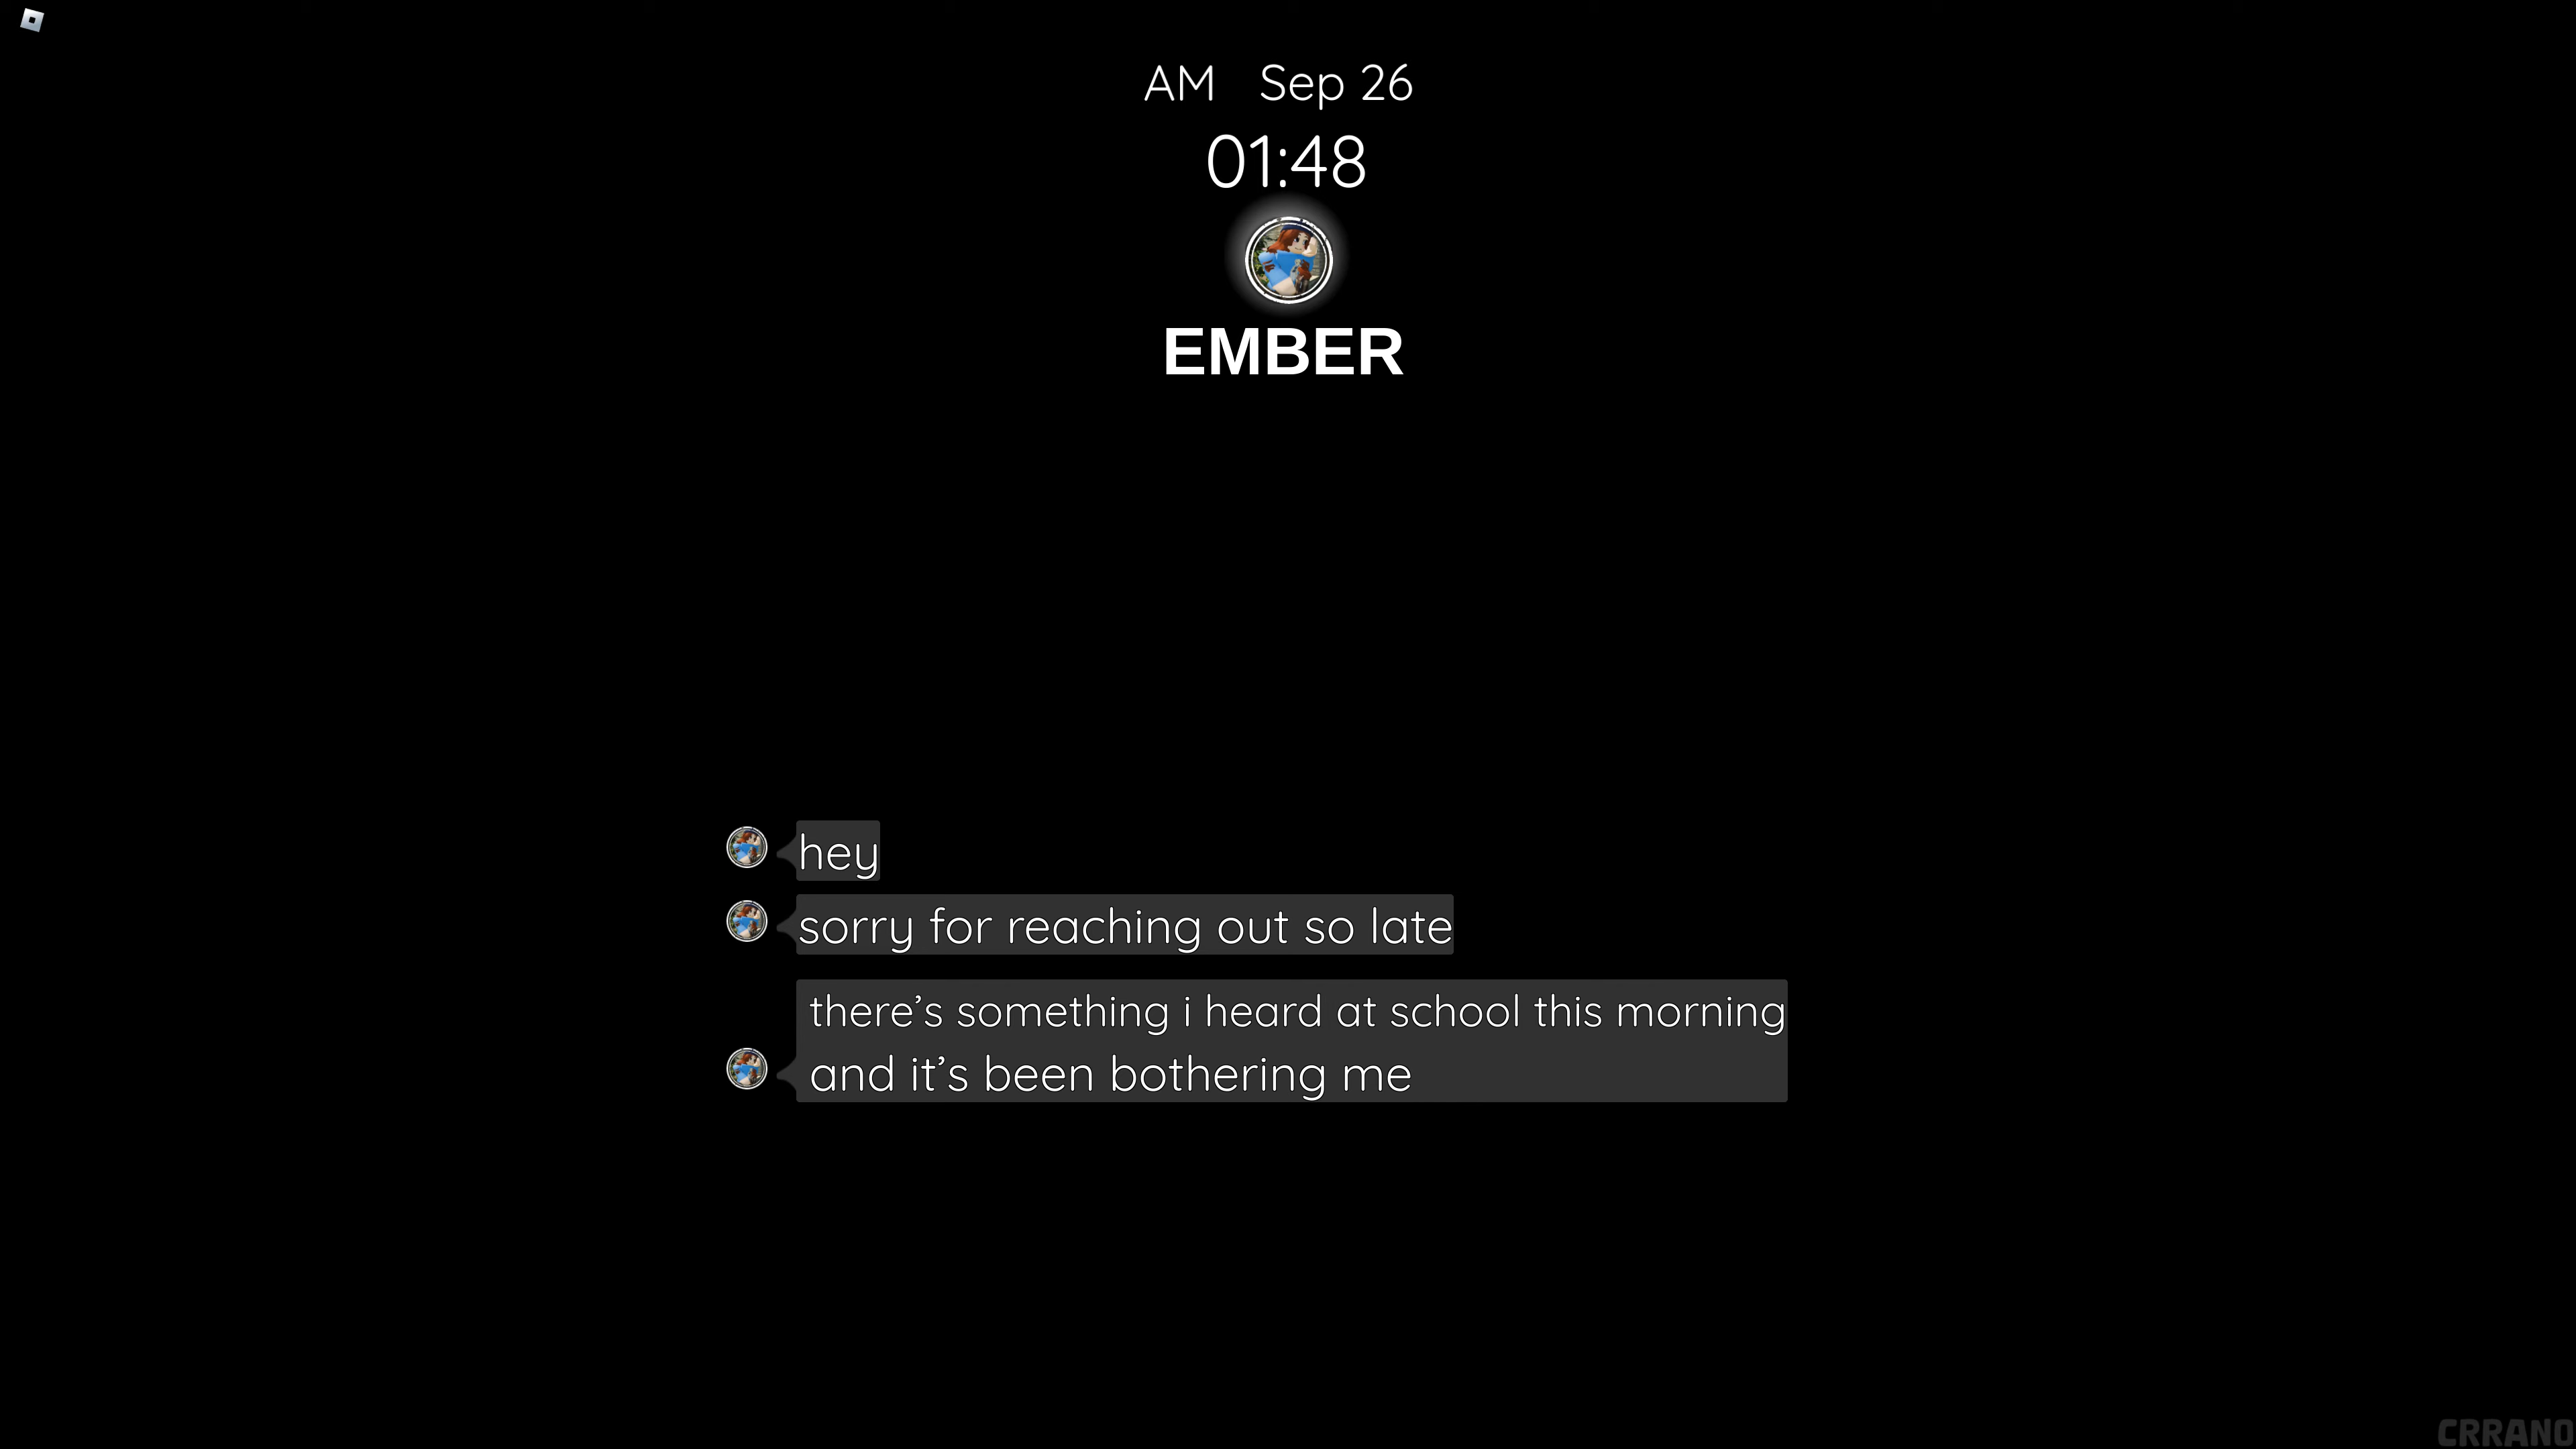 AM Sep 26
01:48
EMBER
hey
sorry for reaching out so late
there’s something i heard at school this morning
and it’s been bothering me
CRRANO